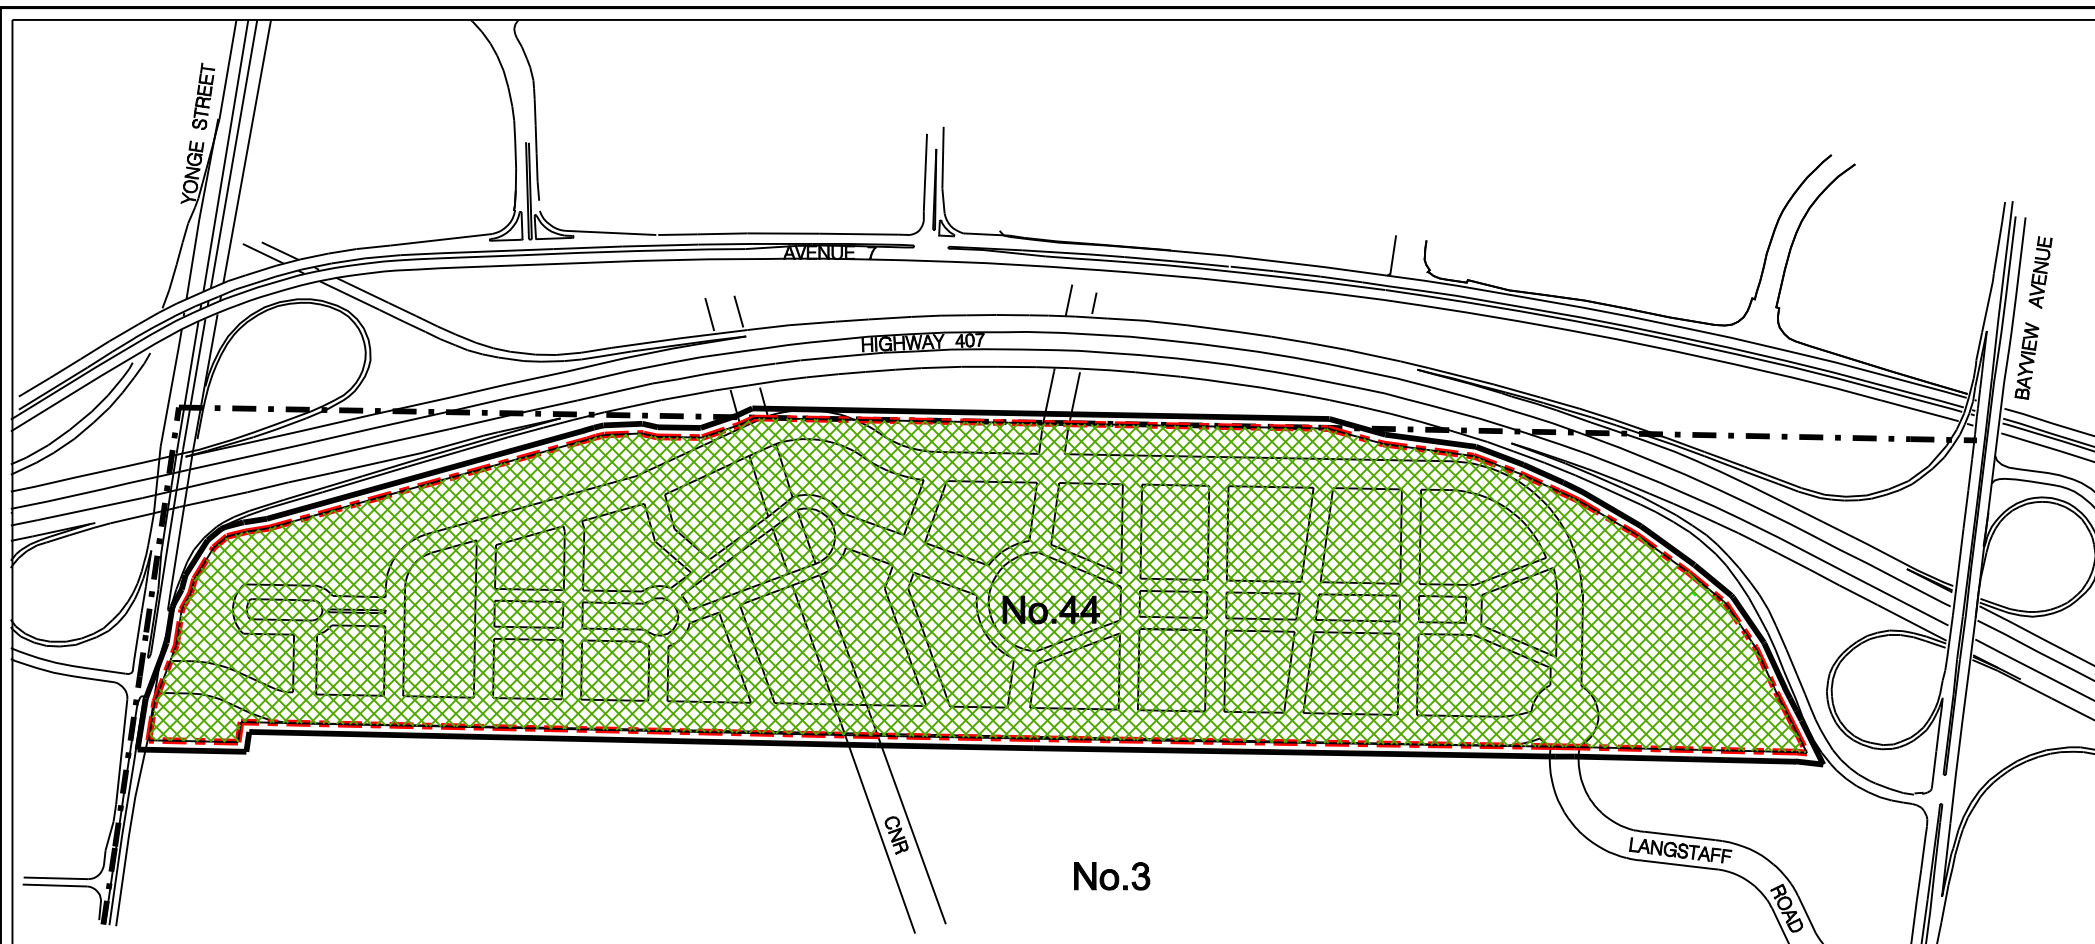 YONGE STREET
AVENUE 7
BAYVIEW AVENUE
HIGHWAY 407
No.44
CNR
LANGSTAFF
ROAD
No.3